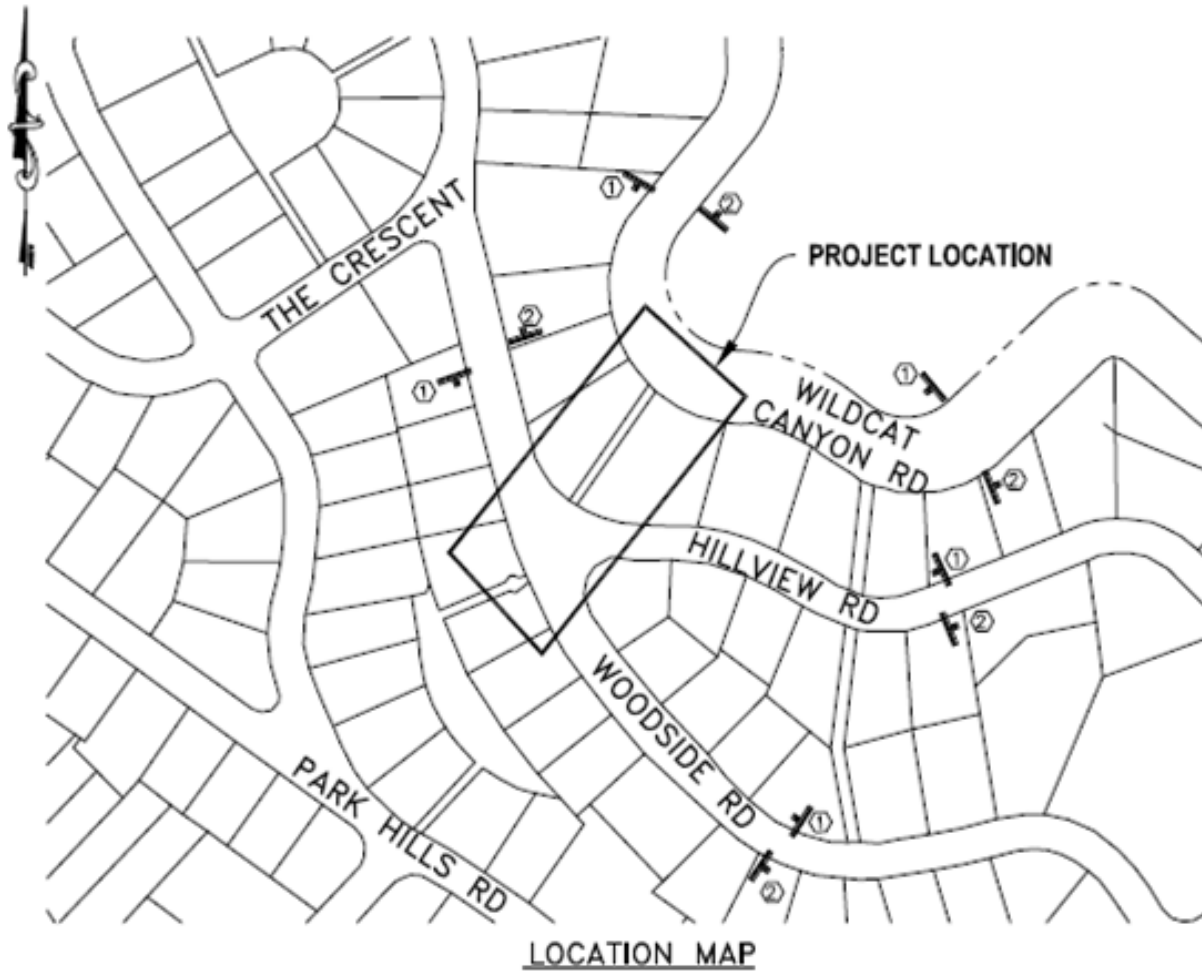 ①
②
THE CRESCENT
PROJECT LOCATION
②
①
①
WILDCAT
CANYON RD
②
HILLVIEW RD
①
②
WOODSIDE RD
PARK HILLS RD
①
②
LOCATION MAP